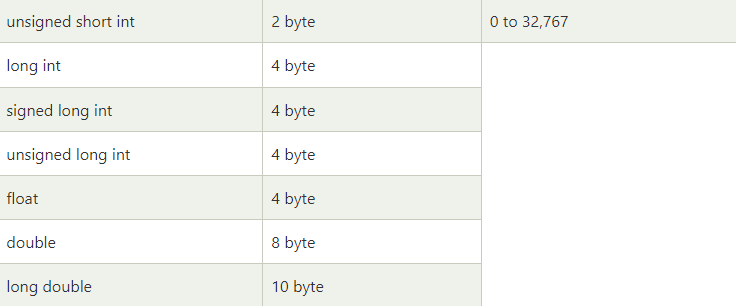 unsigned short int 2 byte 0 to 32,767
long int 4 byte
signed long int 4 byte
unsigned long int 4 byte
float 4 byte
double 8 byte
long double 10 byte